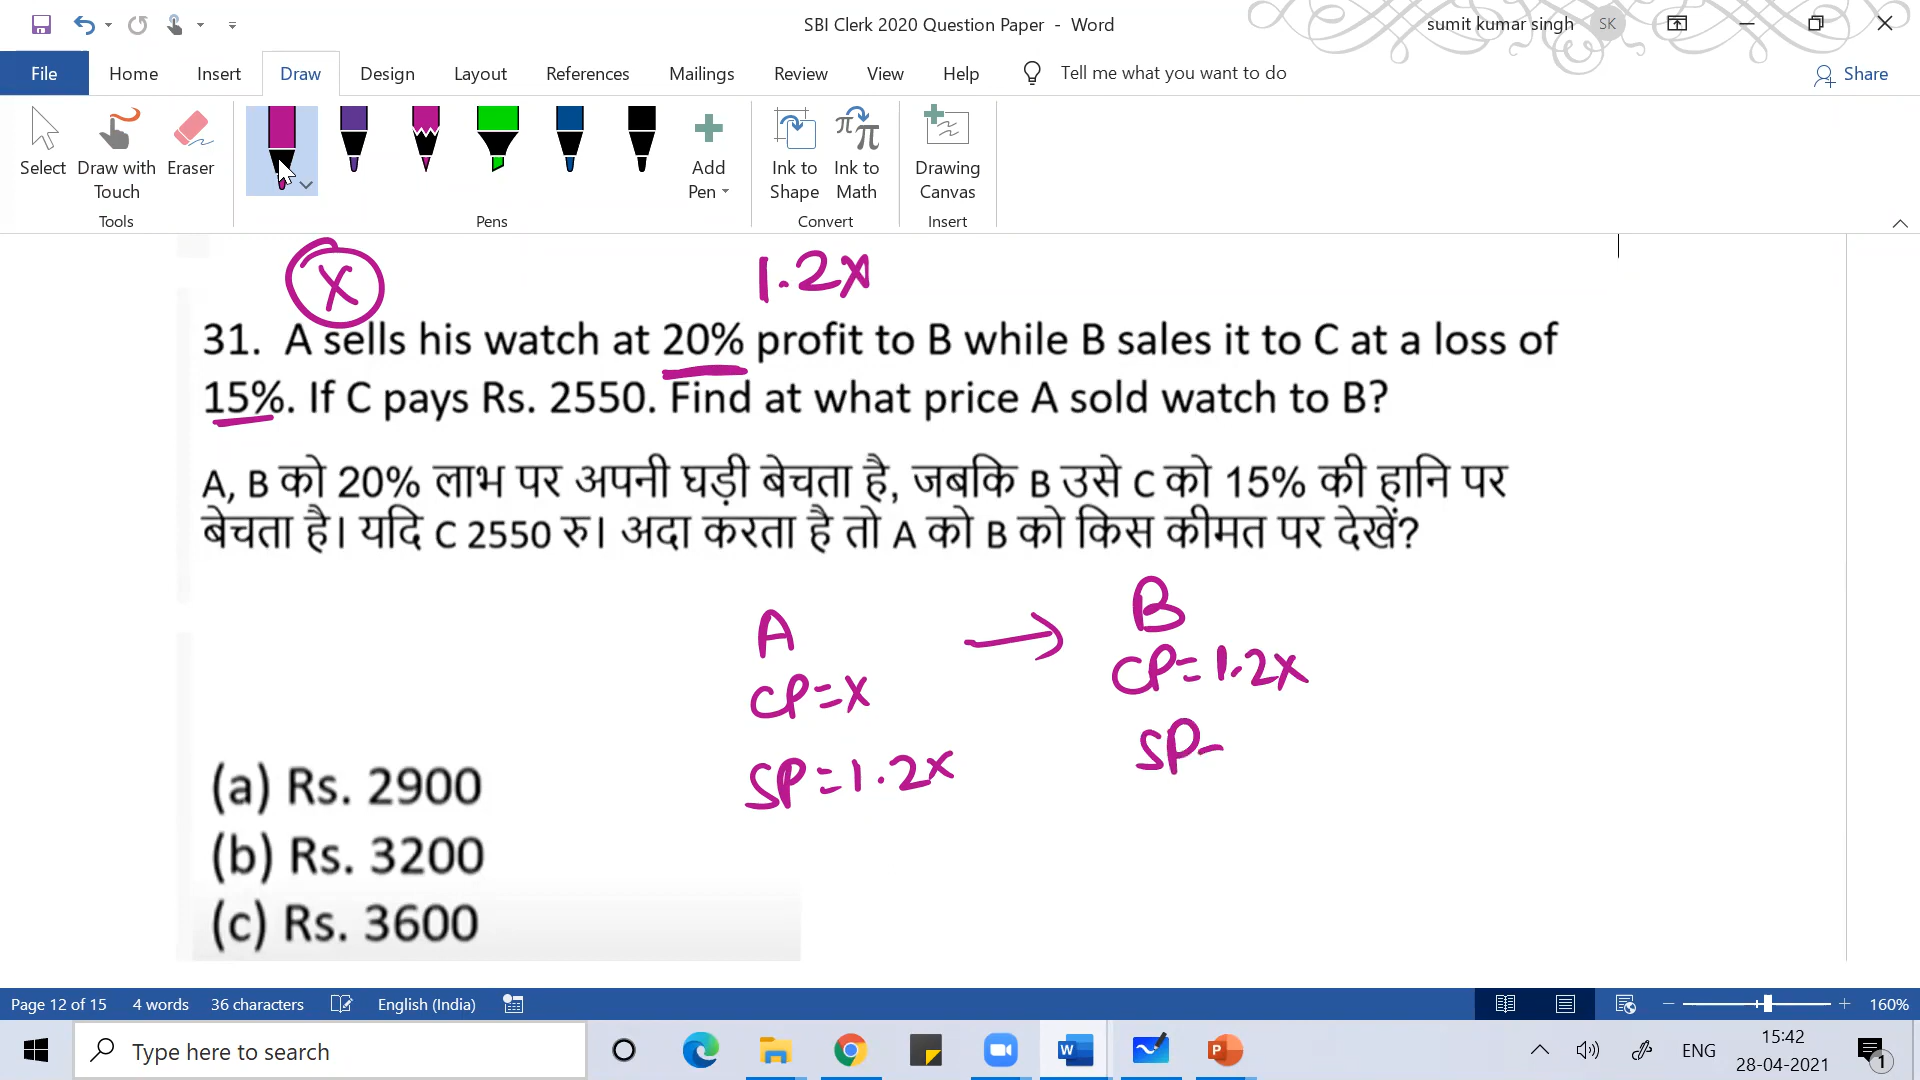 SBI Clerk 2020 Question Paper - Word
sumit kumar singh SK
File Home Insert Draw Design Layout References Mailings Review View Help Tell me what you want to do Share
Select Draw with Touch Eraser Add Pen Ink to Shape Ink to Math Drawing Canvas
Tools Pens Convert Insert
x 1.2x
31. A sells his watch at 20% profit to B while B sales it to C at a loss of
15%. If C pays Rs. 2550. Find at what price A sold watch to B?
A, B को 20% लाभ पर अपनी घड़ी बेचता है, जबकि B उसे C को 15% की हानि पर
बेचता है। यदि C 2550 रु। अदा करता है तो A को B को किस कीमत पर देखें?
A → B
CP=x CP=1.2x
SP=1.2x SP-
(a) Rs. 2900
(b) Rs. 3200
(c) Rs. 3600
Page 12 of 15 4 words 36 characters English (India) 160%
Type here to search ENG 15:42
28-04-2021 1